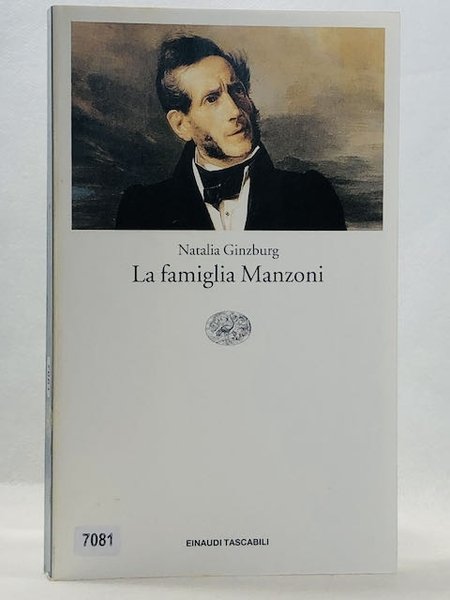 Natalia Ginzburg
La famiglia Manzoni
7081
EINAUDI TASCABILI